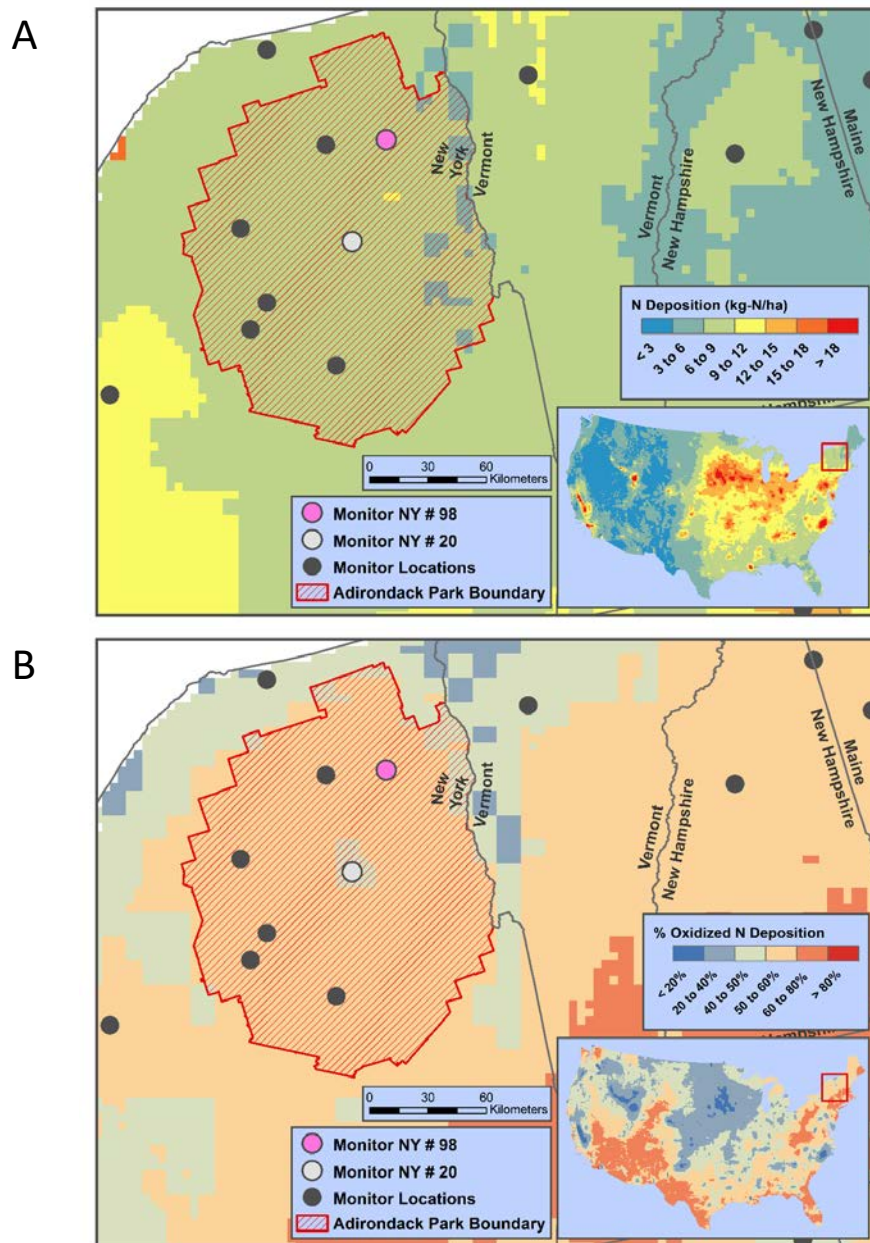 A
New
York
Vermont
Vermont
New Hampshire
Maine
New Hampshire
N Deposition (kg-N/ha)
< 3
3 to 6
6 to 9
9 to 12
12 to 15
15 to 18
> 18
0 30 60
Kilometers
Monitor NY # 98
Monitor NY # 20
Monitor Locations
Adirondack Park Boundary
B
New
York
Vermont
Vermont
New Hampshire
Maine
New Hampshire
% Oxidized N Deposition
< 20%
20 to 40%
40 to 50%
50 to 60%
60 to 80%
> 80%
0 30 60
Kilometers
Monitor NY # 98
Monitor NY # 20
Monitor Locations
Adirondack Park Boundary